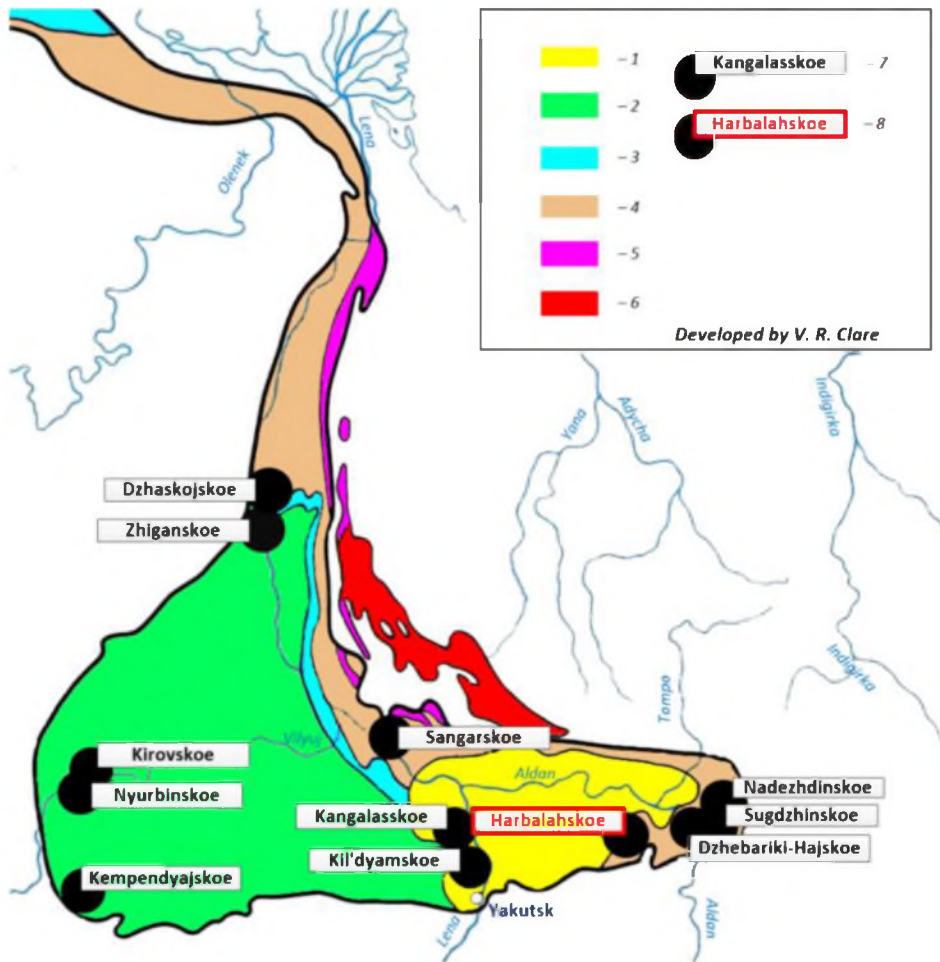 Kangalasskoe
Harbalahskoe
-1
-2
-3
-4
-5
-6
-7
-8
Developed by V. R. Clare
Olenek
Lena
Yana
Adycha
Indigirka
Indigirka
Tompo
Dzhaskojskoe
Zhiganskoe
Sangarskoe
Vilyuj
Aldan
Kirovskoe
Nyurbinskoe
Kempendyajskoe
Kangalasskoe
Harbalahskoe
Kil'dyamskoe
Nadezhdinskoe
Sugdzhinskoe
Dzhebariki-Hajskoe
Yakutsk
Lena
Aldan